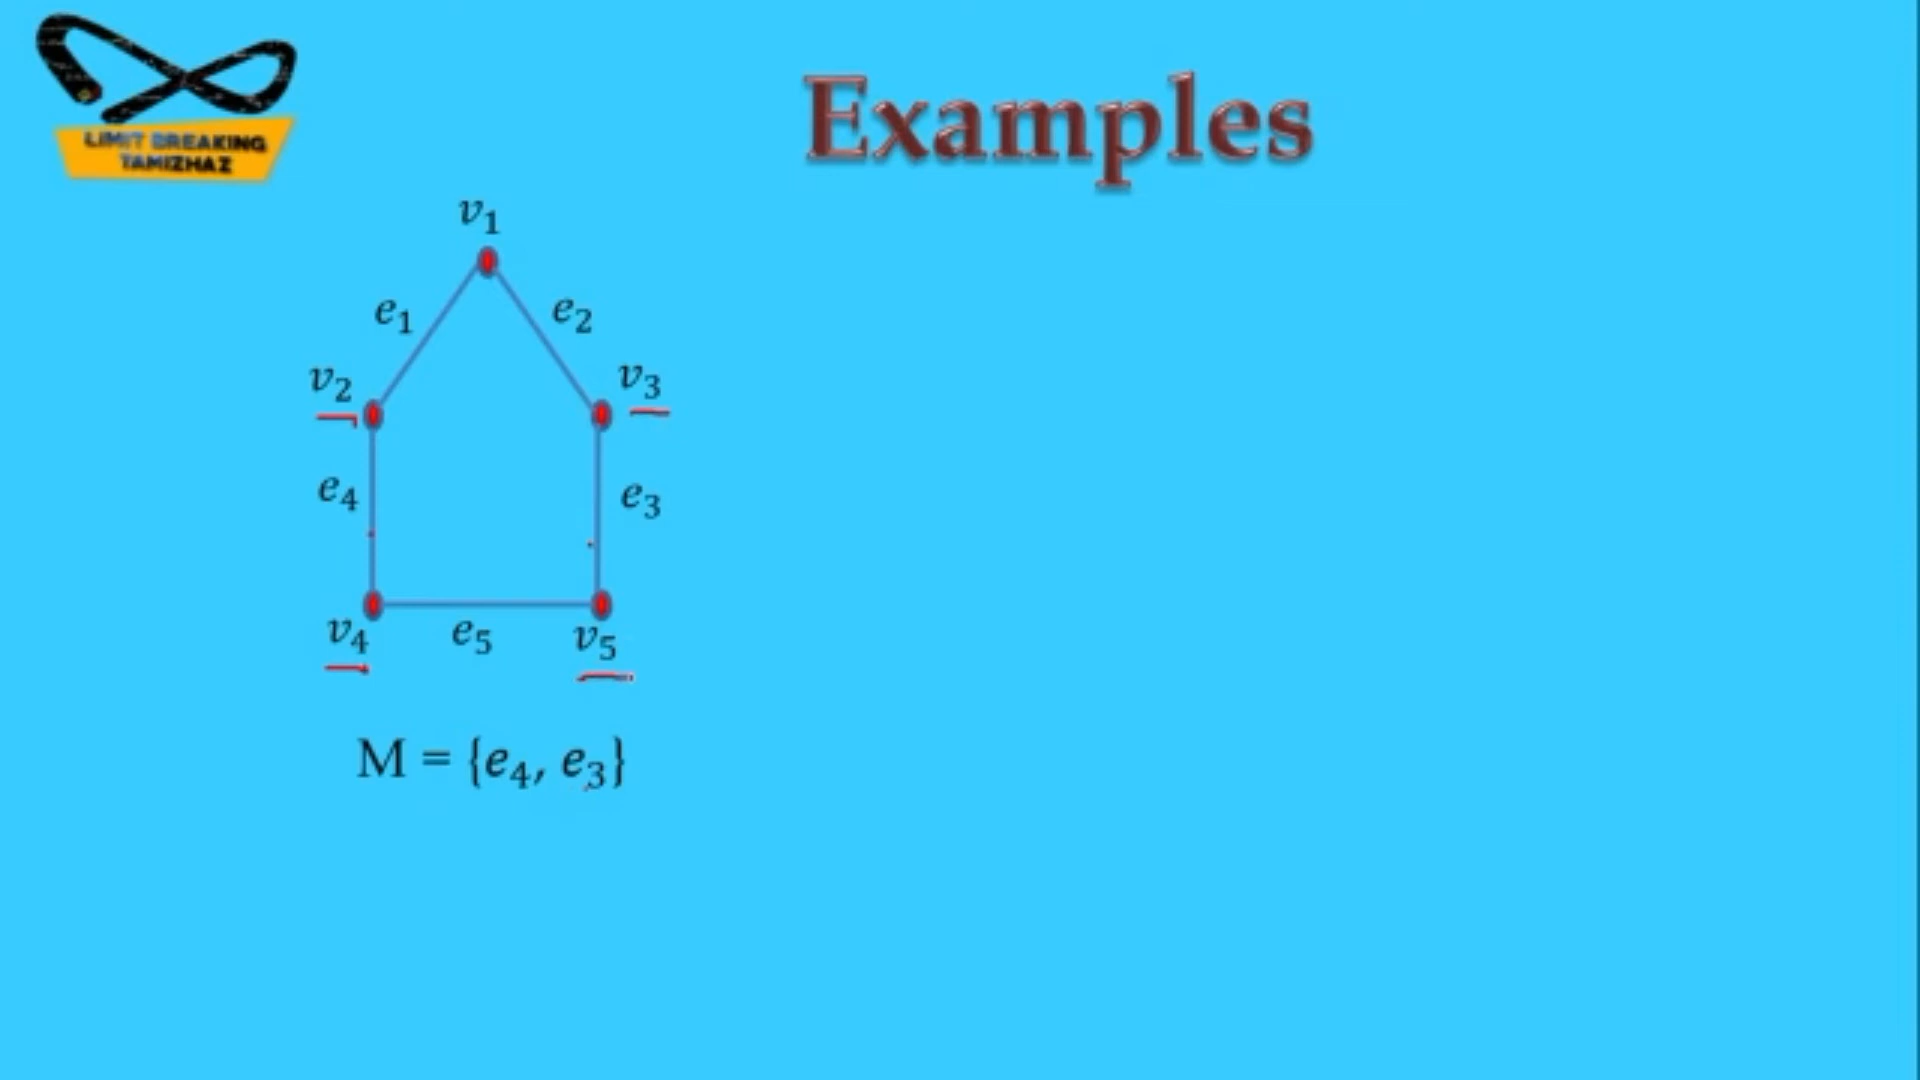 LIMIT BREAKING
TAMIZHAZ
Examples
v₁
e₁
e₂
v₂
v₃
e₄
e₃
v₄
e₅
v₅
M = {e₄, e₃}